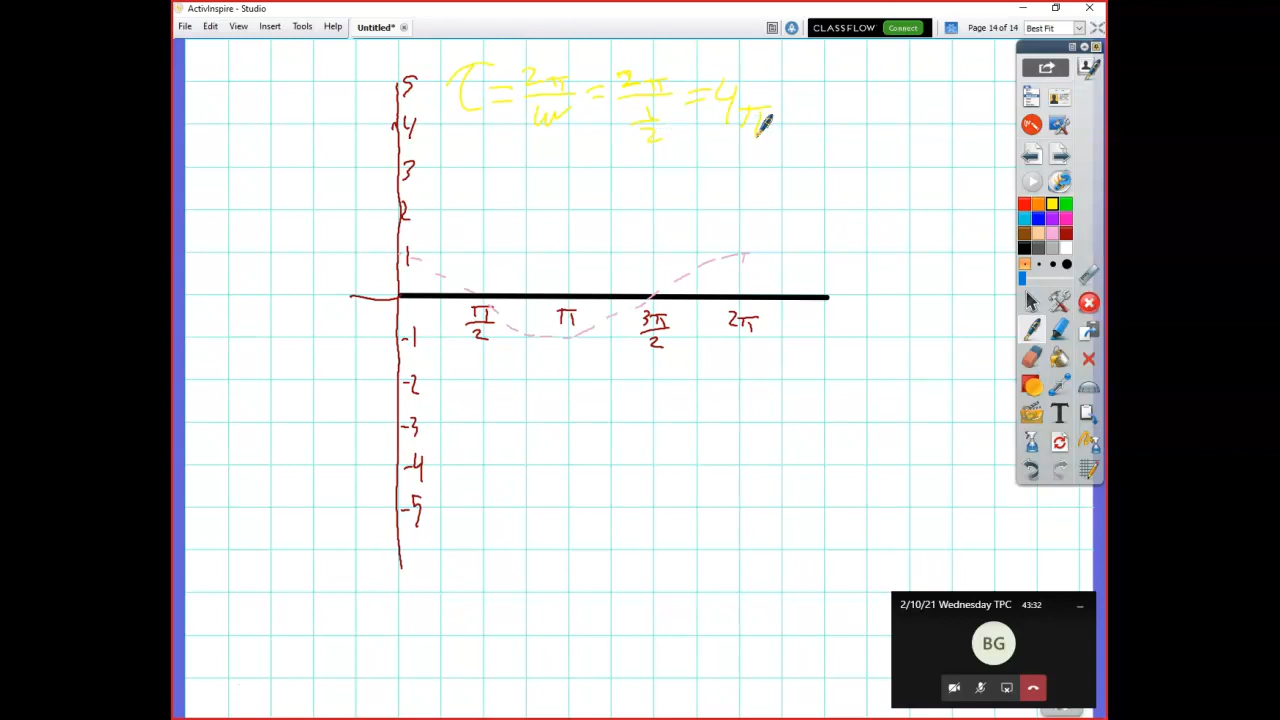 ActivInspire - Studio
File Edit View Insert Tools Help Untitled* CLASSFLOW Connect Page 14 of 14 Best Fit
τ = 2π/ω = 2π/(1/2) = 4π
5
4
3
2
1
π/2 π 3π/2 2π
-1
-2
-3
-4
-5
T
2/10/21 Wednesday TPC 43:32
BG